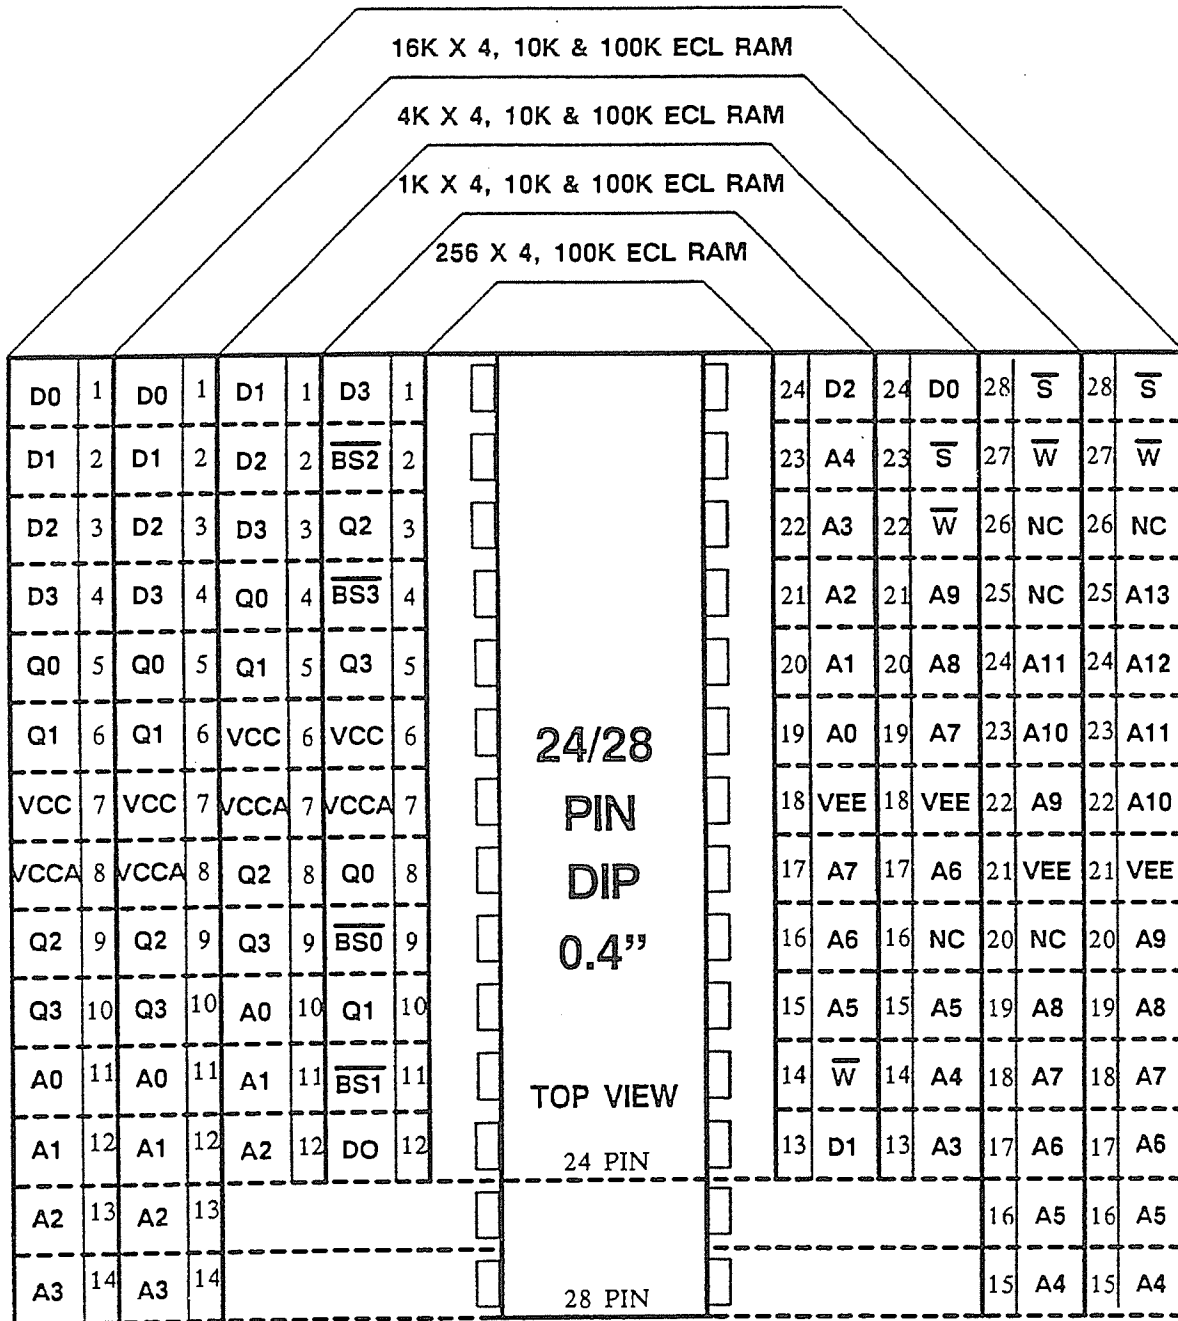 16K X 4, 10K & 100K ECL RAM
4K X 4, 10K & 100K ECL RAM
1K X 4, 10K & 100K ECL RAM
256 X 4, 100K ECL RAM
D0 1 D0 1 D1 1 D3 1 24 D2 24 D0 28 S̅ 28 S̅
D1 2 D1 2 D2 2 B̅S̅2̅ 2 23 A4 23 S̅ 27 W̅ 27 W̅
D2 3 D2 3 D3 3 Q2 3 22 A3 22 W̅ 26 NC 26 NC
D3 4 D3 4 Q0 4 B̅S̅3̅ 4 21 A2 21 A9 25 NC 25 A13
Q0 5 Q0 5 Q1 5 Q3 5 20 A1 20 A8 24 A11 24 A12
Q1 6 Q1 6 VCC 6 VCC 6 24/28 19 A0 19 A7 23 A10 23 A11
VCC 7 VCC 7 VCCA 7 VCCA 7 PIN 18 VEE 18 VEE 22 A9 22 A10
VCCA 8 VCCA 8 Q2 8 Q0 8 DIP 17 A7 17 A6 21 VEE 21 VEE
Q2 9 Q2 9 Q3 9 B̅S̅0̅ 9 0.4” 16 A6 16 NC 20 NC 20 A9
Q3 10 Q3 10 A0 10 Q1 10 15 A5 15 A5 19 A8 19 A8
A0 11 A0 11 A1 11 B̅S̅1̅ 11 TOP VIEW 14 W̅ 14 A4 18 A7 18 A7
A1 12 A1 12 A2 12 DO 12 24 PIN 13 D1 13 A3 17 A6 17 A6
A2 13 A2 13 16 A5 16 A5
A3 14 A3 14 28 PIN 15 A4 15 A4